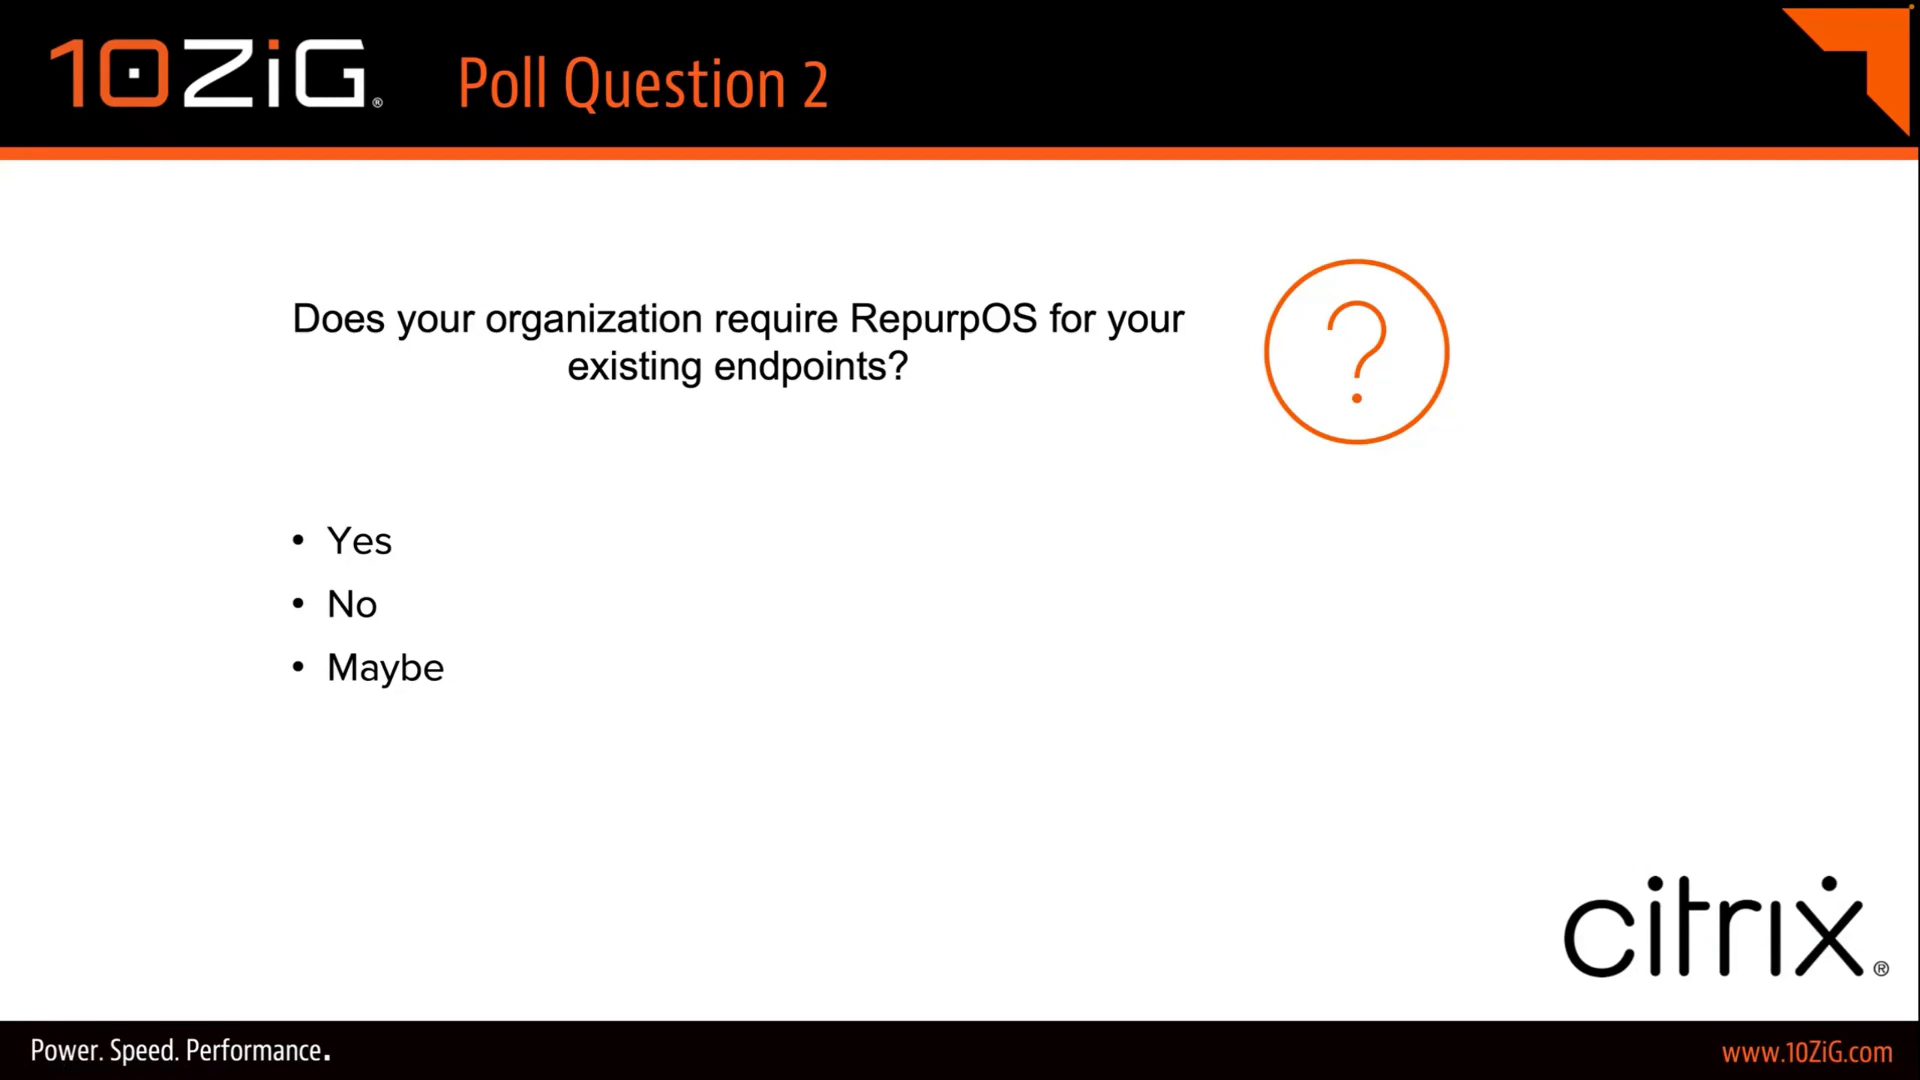 10ZiG®
Poll Question 2
Does your organization require RepurpOS for your
existing endpoints?
?
• Yes
• No
• Maybe
citrix®
Power. Speed. Performance.
www.10ZiG.com